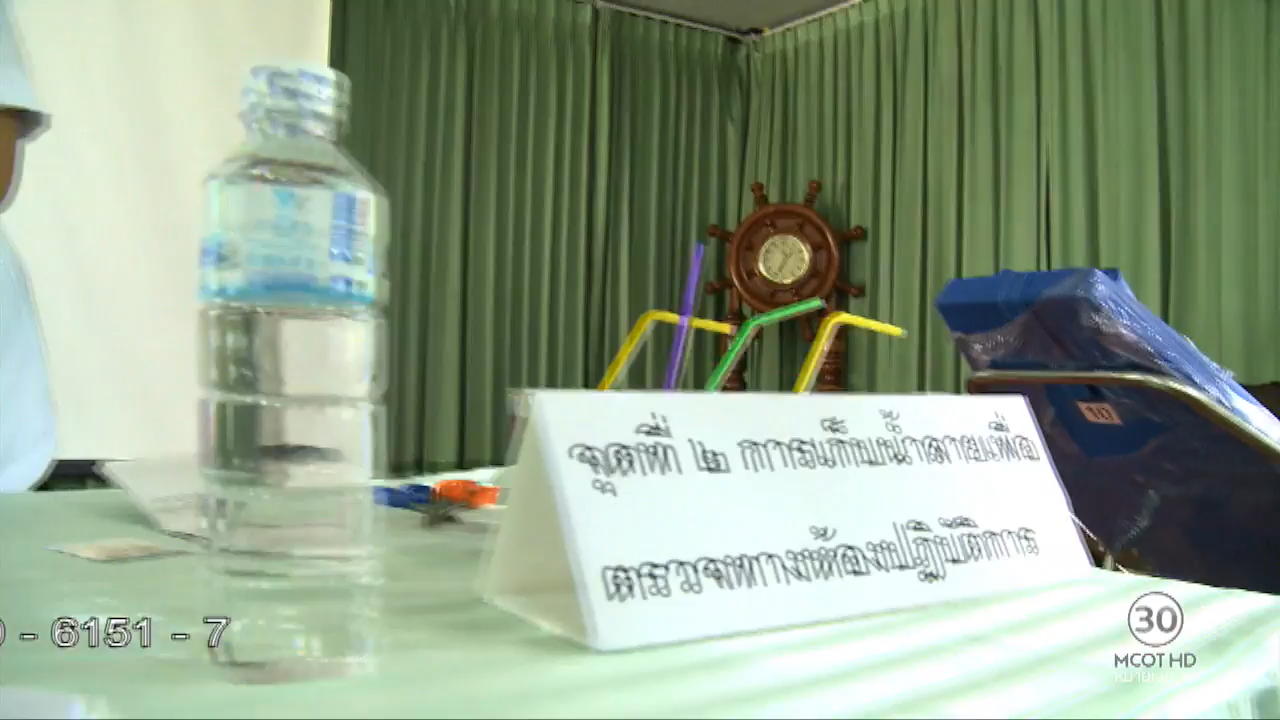 จุดที่ ๒ การเก็บน้ำลายเพื่อ
ตรวจทางห้องปฏิบัติการ
- 6151 - 7
30
MCOT HD